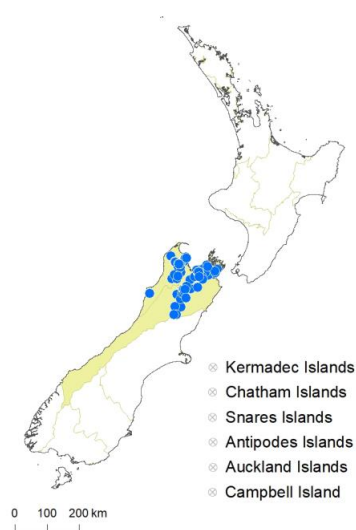 ⊗ Kermadec Islands
⊗ Chatham Islands
⊗ Snares Islands
⊗ Antipodes Islands
⊗ Auckland Islands
⊗ Campbell Island
0 100 200 km